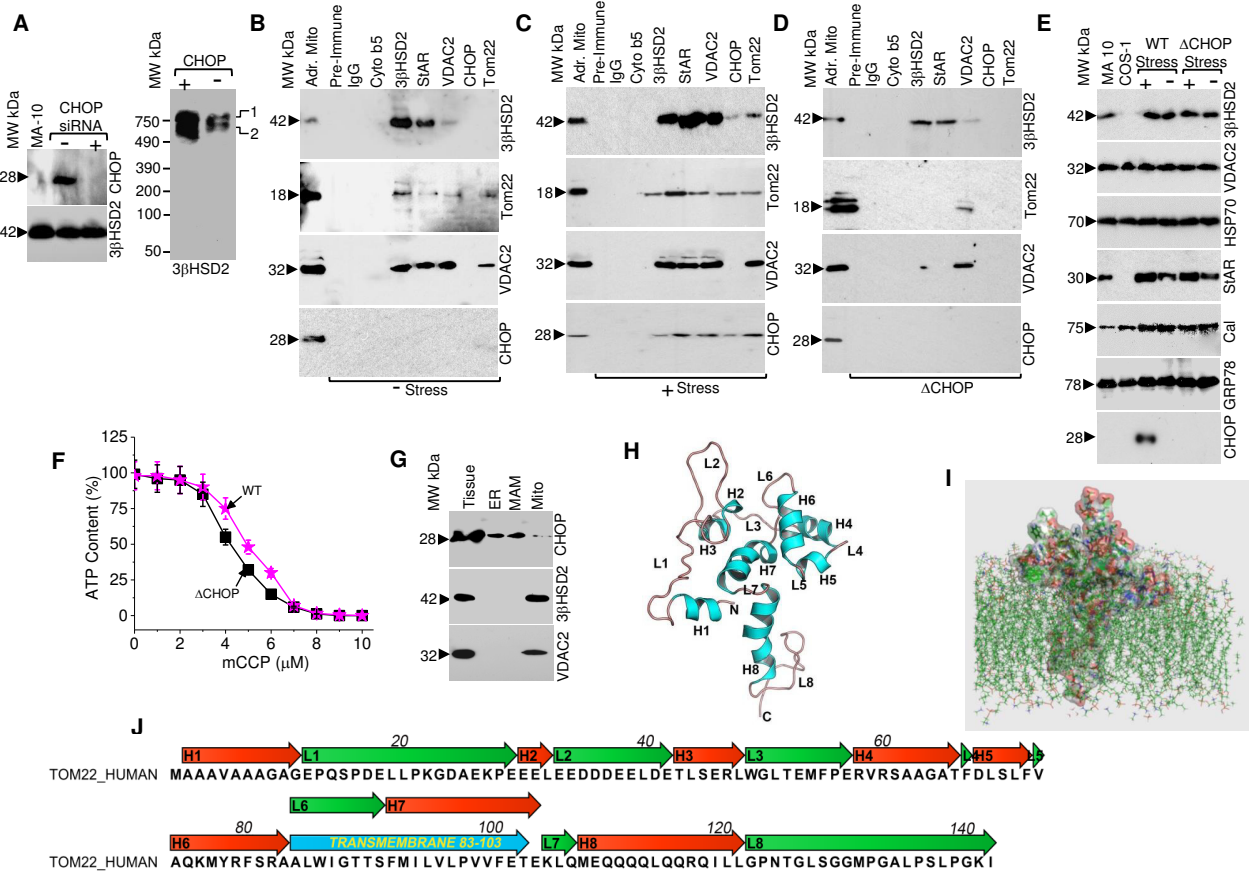 A
MW kDa
MA-10
CHOP
siRNA
- +
28 CHOP
42 3βHSD2
MW kDa
CHOP
+ -
750
490
390
200
100
50
1
2
3βHSD2
B
MW kDa
Adr. Mito
Pre-Immune
IgG
Cyto b5
3βHSD2
StAR
VDAC2
CHOP
Tom22
42 3βHSD2
18 Tom22
32 VDAC2
28 CHOP
- Stress
C
MW kDa
Adr. Mito
Pre-Immune
IgG
Cyto b5
3βHSD2
StAR
VDAC2
CHOP
Tom22
42 3βHSD2
18 Tom22
32 VDAC2
28 CHOP
+ Stress
D
MW kDa
Adr. Mito
Pre-Immune
IgG
Cyto b5
3βHSD2
StAR
VDAC2
CHOP
Tom22
42 3βHSD2
18 Tom22
32 VDAC2
28 CHOP
ΔCHOP
E
MW kDa
MA 10
COS-1
WT
Stress
+ -
ΔCHOP
Stress
+ -
42 3βHSD2
32 VDAC2
70 HSP70
30 StAR
75 Cal
78 GRP78
28 CHOP
F
ATP Content (%)
125
100
75
50
25
0
WT
ΔCHOP
0 2 4 6 8 10
mCCP (μM)
G
MW kDa
Tissue
ER
MAM
Mito
28 CHOP
42 3βHSD2
32 VDAC2
H
L2
L6
H2
H6
L3
H4
H3
L4
L1
H7
L5
H5
L7
N
H1
H8
L8
C
I
J
H1 L1 20 H2 L2 40 H3 L3 60 H4 L4 H5 L5
TOM22_HUMAN MAAAVAAAGAGEPQSPDELLPKGDAEKPEEELEEDDDEELDETLSERLWGLTEMFPERVRSAAGATFDLSLFV
L6 H7
H6 80 TRANSMEMBRANE 83-103 100 L7 H8 120 L8 140
TOM22_HUMAN AQKMYRFSRAALWIGTTSFMILVLPVVFETEKLQMEQQQQLQQRQILLGPNTGLSGGMPGALPSLPGKI